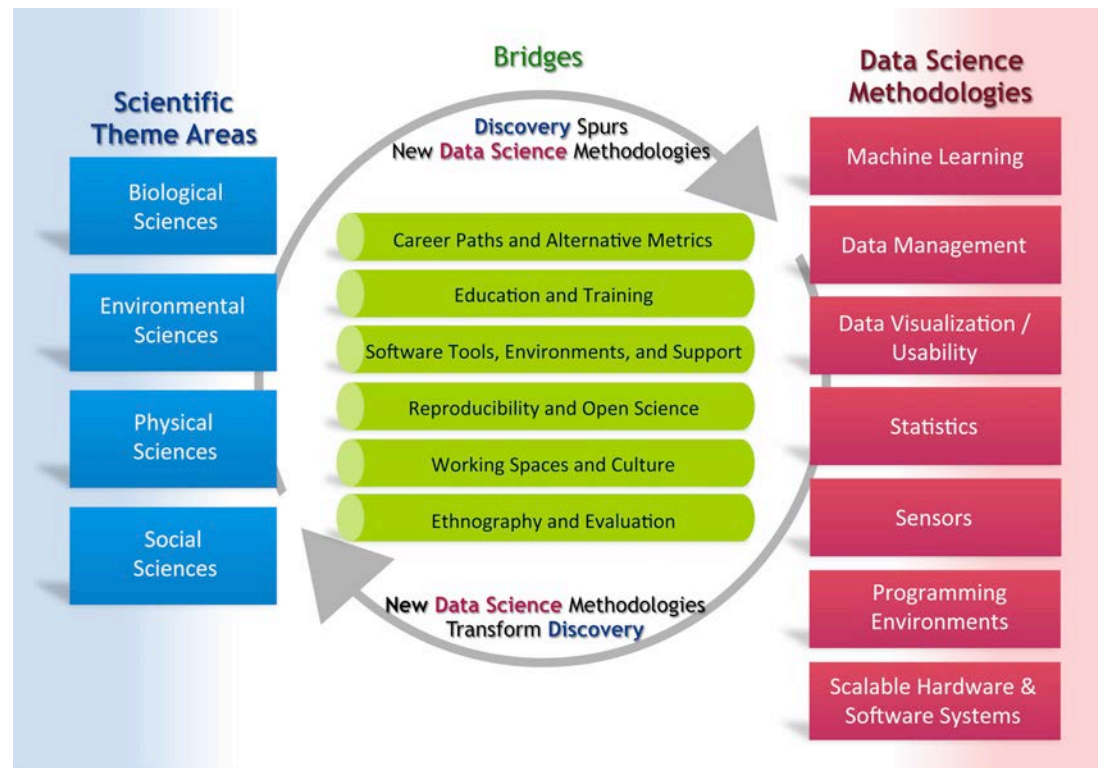 Scientific
Theme Areas
Biological
Sciences
Environmental
Sciences
Physical
Sciences
Social
Sciences
Bridges
Discovery Spurs
New Data Science Methodologies
Career Paths and Alternative Metrics
Education and Training
Software Tools, Environments, and Support
Reproducibility and Open Science
Working Spaces and Culture
Ethnography and Evaluation
New Data Science Methodologies
Transform Discovery
Data Science
Methodologies
Machine Learning
Data Management
Data Visualization /
Usability
Statistics
Sensors
Programming
Environments
Scalable Hardware &
Software Systems